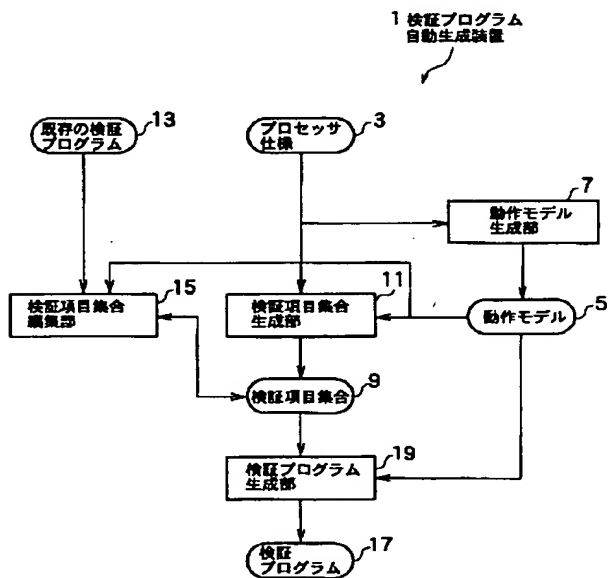 1 検証プログラム
自動生成装置
既存の検証
プログラム
13
プロセッサ
仕様
3
7
動作モデル
生成部
検証項目集合
編集部
15
検証項目集合
生成部
11
動作モデル
5
検証項目集合
9
検証プログラム
生成部
19
検証
プログラム
17